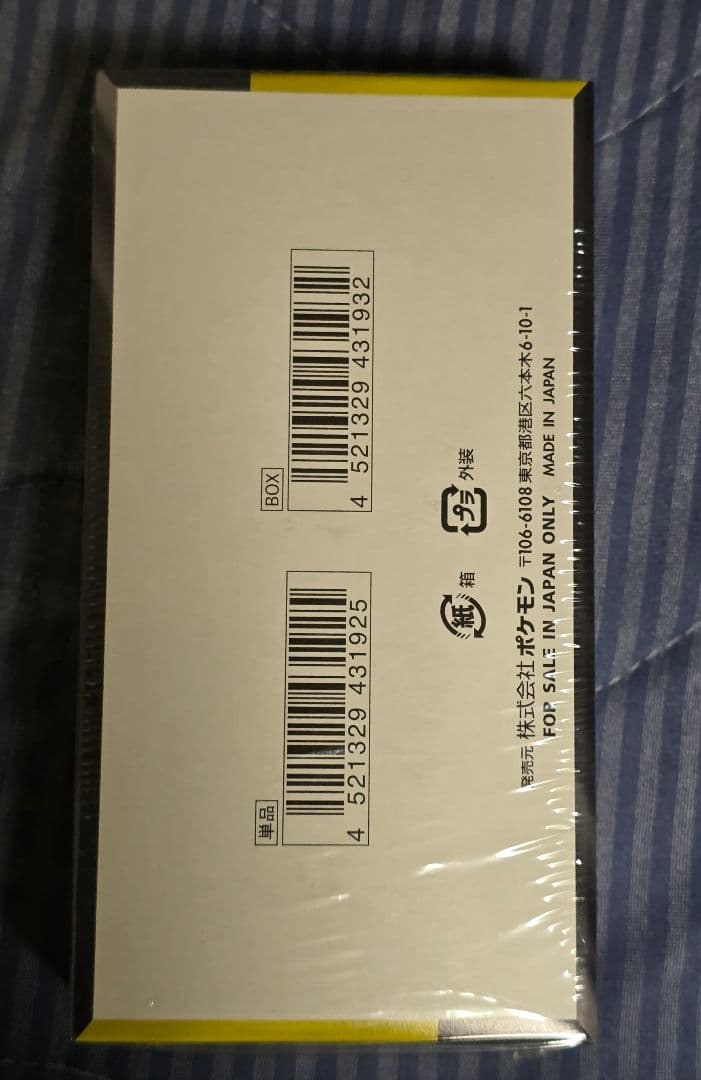 単品
4 521329 431925
BOX
4 521329 431932
紙 箱
プラ 外装
発売元 株式会社 ポケモン 〒106-6108 東京都港区六本木6-10-1
FOR SALE IN JAPAN ONLY MADE IN JAPAN